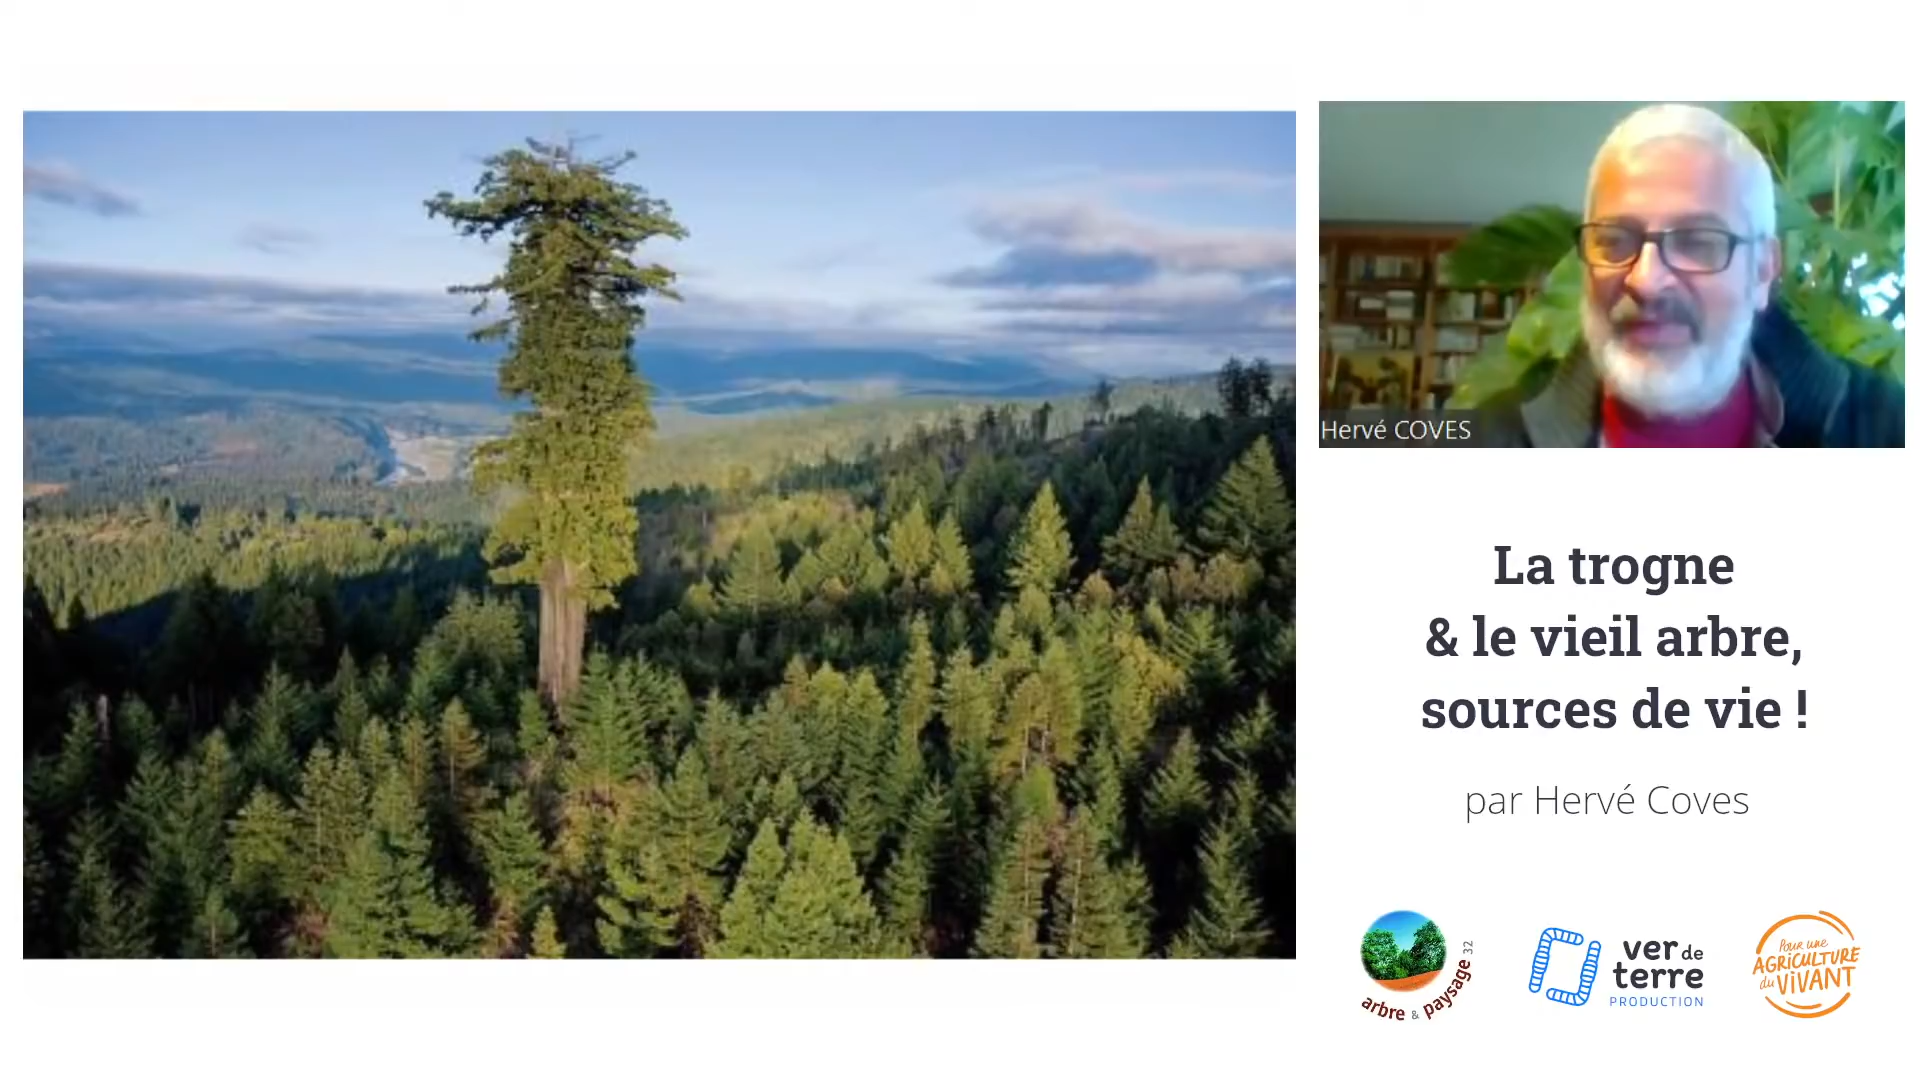 Hervé COVES
La trogne
& le vieil arbre,
sources de vie !
par Hervé Coves
arbre & paysage 32
ver de
terre
PRODUCTION
Pour une
AGRICULTURE
du VIVANT